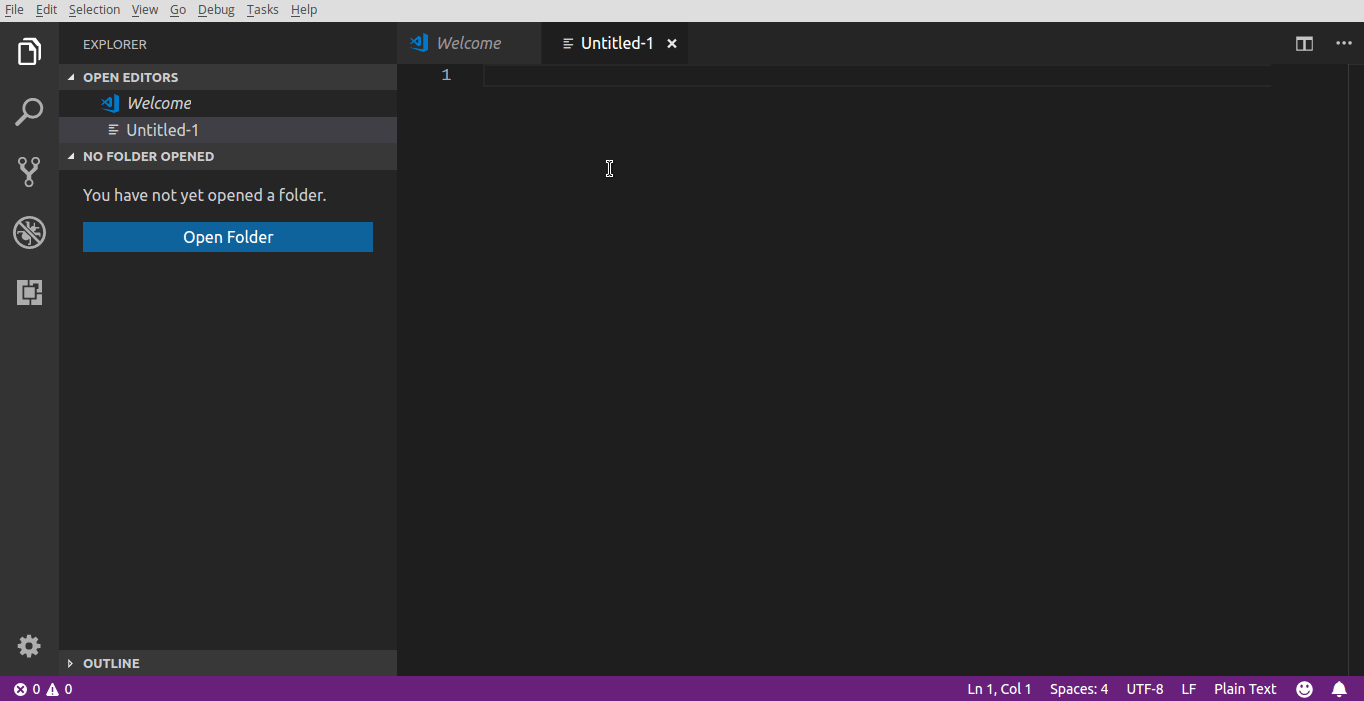 File Edit Selection View Go Debug Tasks Help
EXPLORER
Welcome
Untitled-1
OPEN EDITORS
1
Welcome
Untitled-1
NO FOLDER OPENED
You have not yet opened a folder.
Open Folder
OUTLINE
0 0
Ln 1, Col 1 Spaces: 4 UTF-8 LF Plain Text